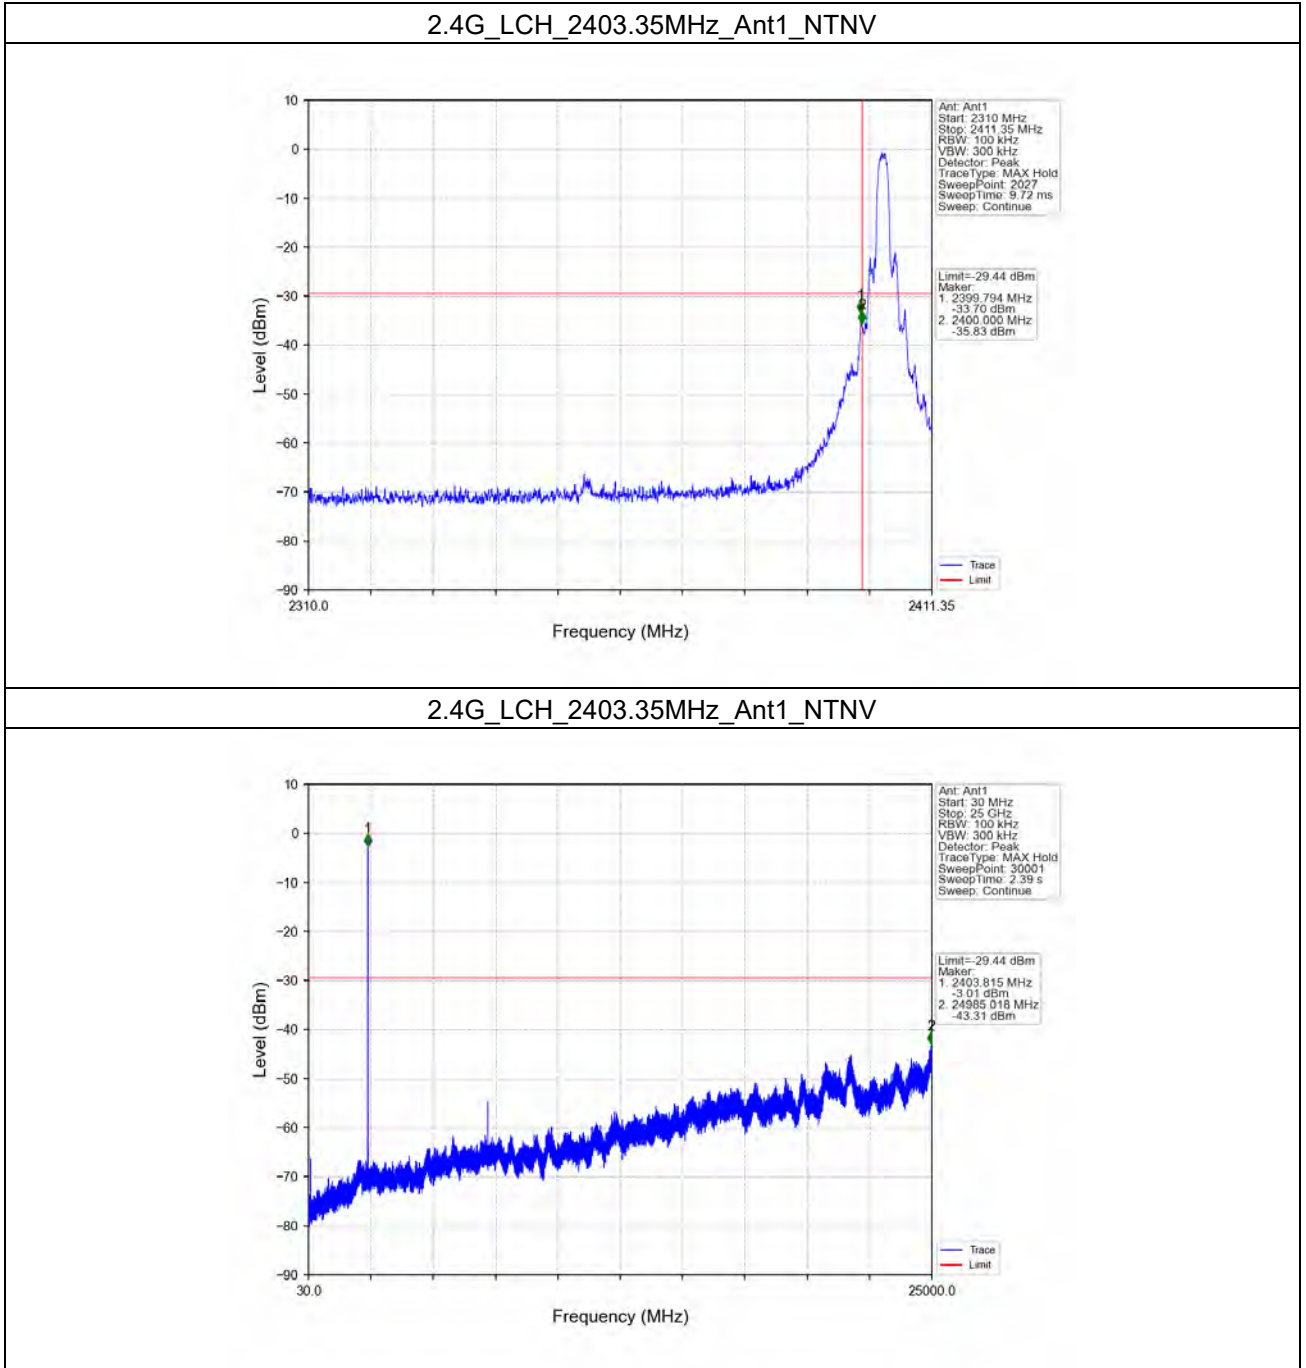 2.4G_LCH_2403.35MHz_Ant1_NTNV
10
0
−10
−20
−30
−40
−50
−60
−70
−80
−90
Level (dBm)
2310.0
2411.35
Frequency (MHz)
1
2
Ant: Ant1
Start: 2310 MHz
Stop: 2411.35 MHz
RBW: 100 kHz
VBW: 300 kHz
Detector: Peak
TraceType: MAX Hold
SweepPoint: 2027
SweepTime: 9.72 ms
Sweep: Continue
Limit=-29.44 dBm
Maker:
1. 2399.794 MHz
-33.70 dBm
2. 2400.000 MHz
-35.83 dBm
Trace
Limit
2.4G_LCH_2403.35MHz_Ant1_NTNV
10
0
−10
−20
−30
−40
−50
−60
−70
−80
−90
Level (dBm)
30.0
25000.0
Frequency (MHz)
1
2
Ant: Ant1
Start: 30 MHz
Stop: 25 GHz
RBW: 100 kHz
VBW: 300 kHz
Detector: Peak
TraceType: MAX Hold
SweepPoint: 30001
SweepTime: 2.39 s
Sweep: Continue
Limit=-29.44 dBm
Maker:
1. 2403.815 MHz
-3.01 dBm
2. 24985.018 MHz
-43.31 dBm
Trace
Limit